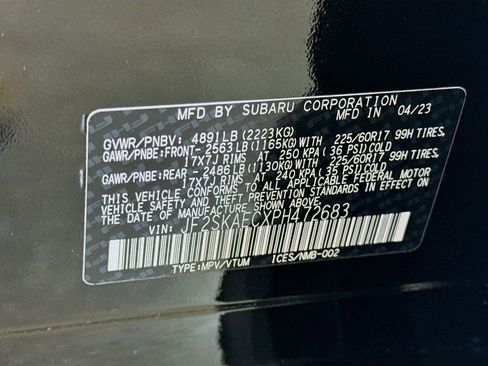 MFD BY SUBARU CORPORATION
MFD IN 04/23
GVWR/PNBV: 4891LB (2223KG)
GAWR/PNBE:FRONT- 2563LB (1165KG) WITH 225/60R17 99H TIRES,
17X7J RIMS AT 250 KPA (36 PSI) COLD
GAWR/PNBE:REAR - 2486LB (1130KG) WITH 225/60R17 99H TIRES,
17X7J RIMS AT 240 KPA (35 PSI) COLD
THIS VEHICLE CONFORMS TO ALL APPLICABLE FEDERAL MOTOR
VEHICLE SAFETY, BUMPER, AND THEFT PREVENTION STANDARDS
IN EFFECT ON THE DATE OF MANUFACTURE SHOWN ABOVE.
VIN: JF2SKAECXPH472683
TYPE:MPV/VTUM ICES/NMB-002